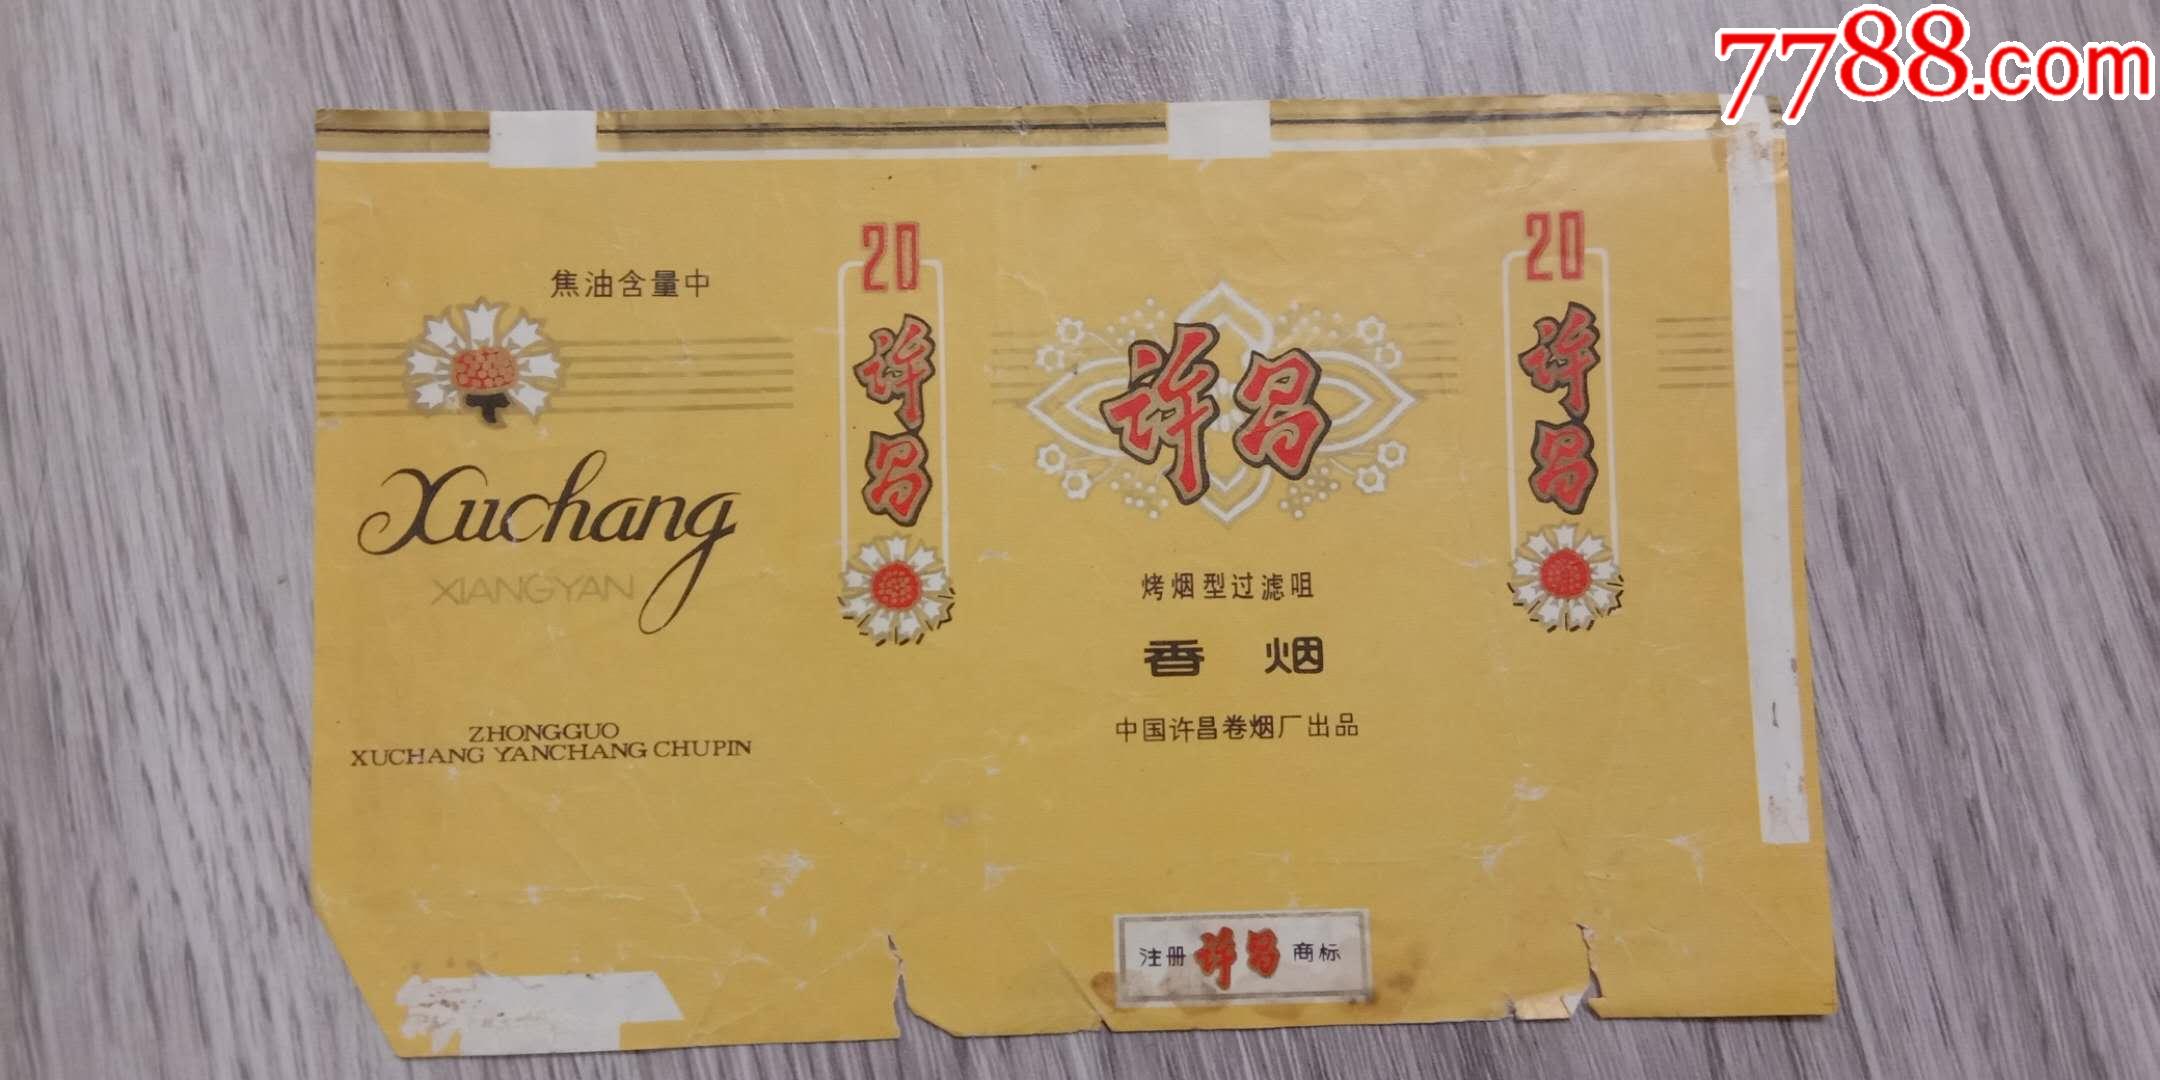 7788.com
焦油含量中
Xuchang
XIANGYAN
ZHONGGUO
XUCHANG YANCHANG CHUPIN
20
许昌
许昌
烤烟型过滤咀
香烟
中国许昌卷烟厂出品
注册 许昌 商标
20
许昌